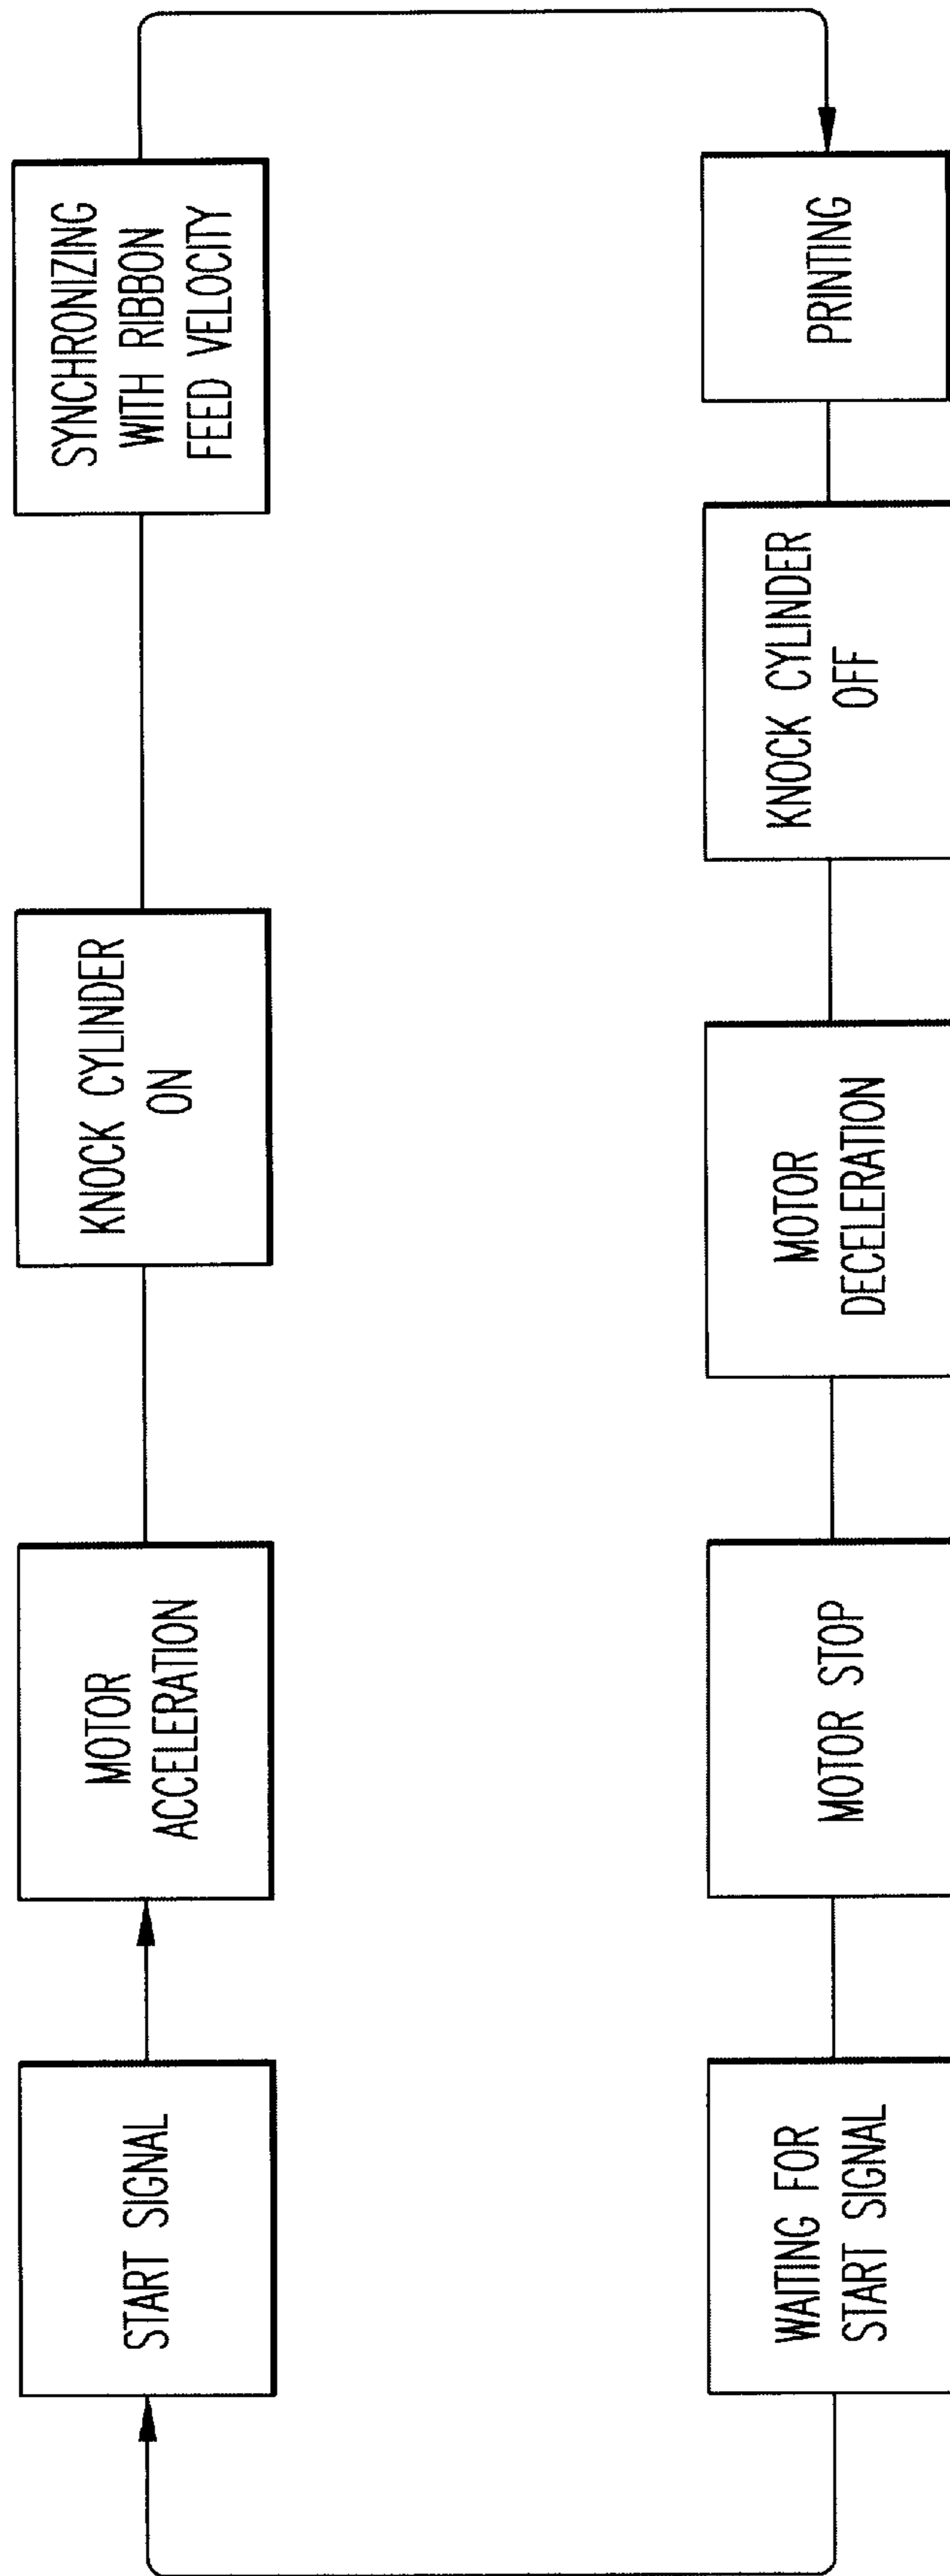 START SIGNAL
MOTOR
ACCELERATION
KNOCK CYLINDER
ON
SYNCHRONIZING
WITH RIBBON
FEED VELOCITY
PRINTING
KNOCK CYLINDER
OFF
MOTOR
DECELERATION
MOTOR STOP
WAITING FOR
START SIGNAL